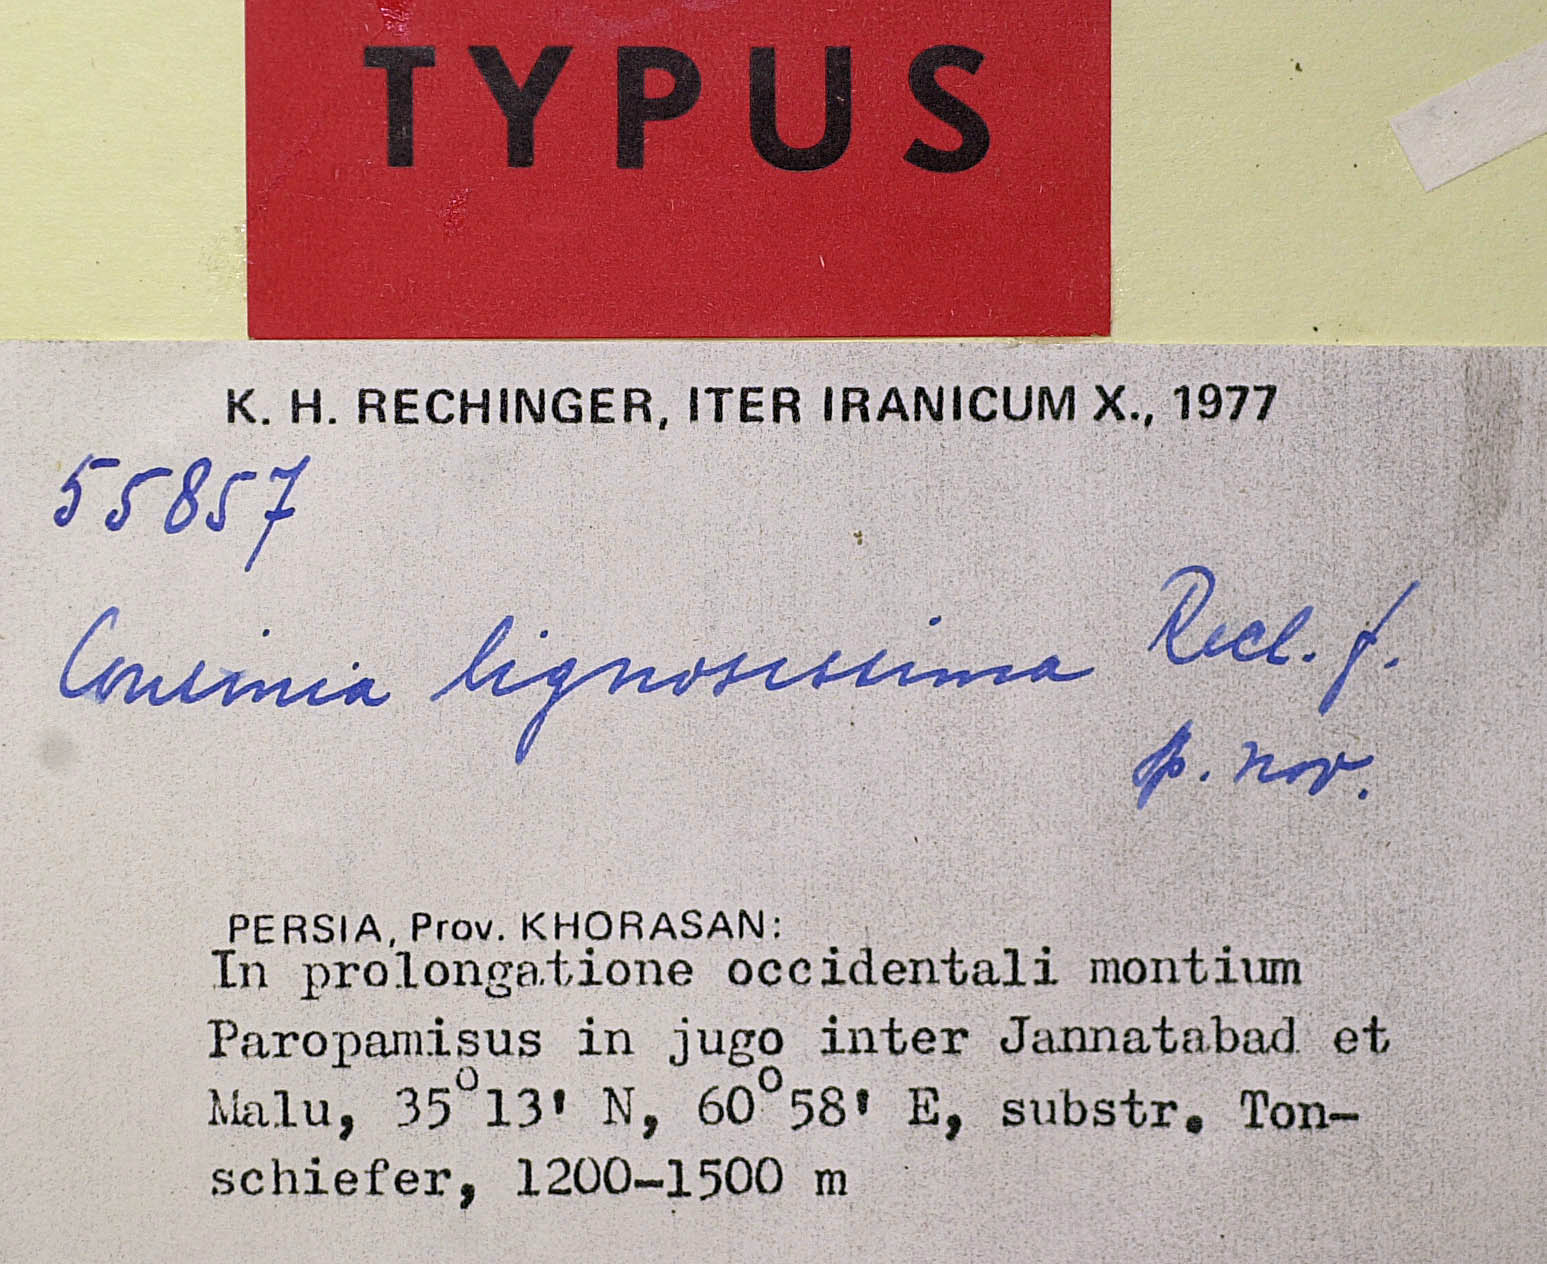 TYPUS
K. H. RECHINGER, ITER IRANICUM X., 1977
55857
Cousinia lignosissima Rech. f.
sp. nov.
PERSIA, Prov. KHORASAN:
In prolongatione occidentali montium
Paropamisus in jugo inter Jannatabad et
Malu, 35°13' N, 60°58' E, substr. Ton-
schiefer, 1200-1500 m